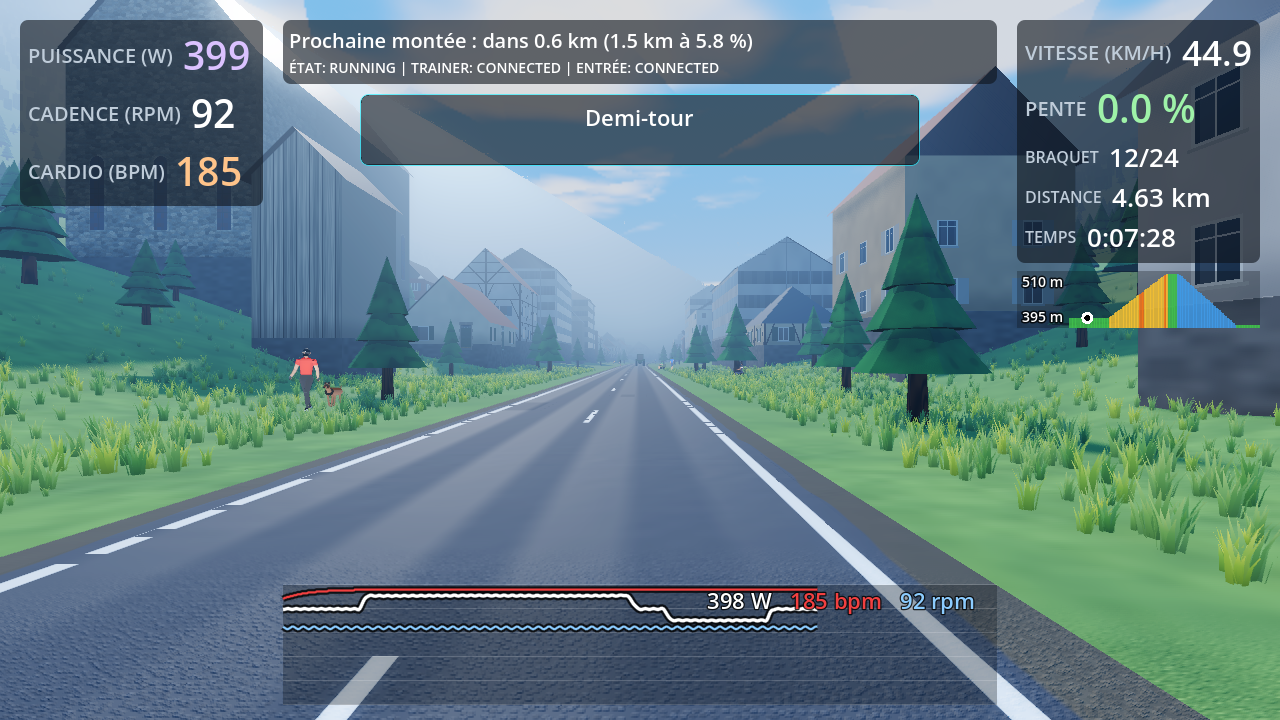 PUISSANCE (W) 399
CADENCE (RPM) 92
CARDIO (BPM) 185
Prochaine montée : dans 0.6 km (1.5 km à 5.8 %)
ÉTAT: RUNNING | TRAINER: CONNECTED | ENTRÉE: CONNECTED
Demi-tour
VITESSE (KM/H) 44.9
PENTE 0.0 %
BRAQUET 12/24
DISTANCE 4.63 km
TEMPS 0:07:28
510 m
395 m
398 W 185 bpm 92 rpm